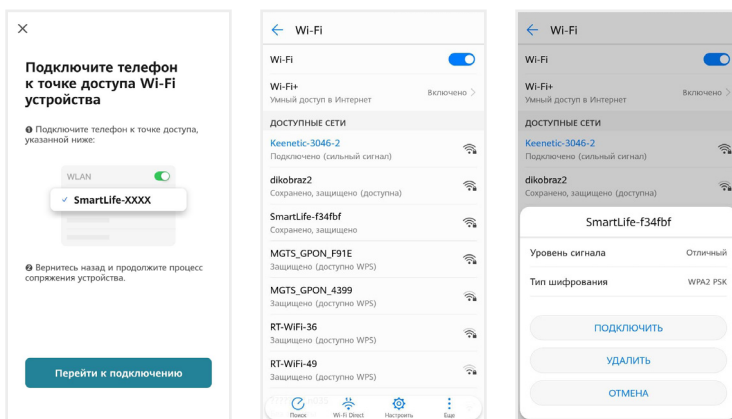 Подключите телефон
к точке доступа Wi-Fi
устройства
❶ Подключите телефон к точке доступа,
указанной ниже:
WLAN
✓ SmartLife-XXXX
❷ Вернитесь назад и продолжите процесс
сопряжения устройства.
Перейти к подключению
Wi-Fi
Wi-Fi
Wi-Fi+
Умный доступ в Интернет
Включено
ДОСТУПНЫЕ СЕТИ
Keenetic-3046-2
Подключено (сильный сигнал)
dikobraz2
Сохранено, защищено (доступна)
SmartLife-f34fbf
Сохранено, защищено
MGTS_GPON_F91E
Защищено (доступно WPS)
MGTS_GPON_4399
Защищено (доступно WPS)
RT-WiFi-36
Защищено (доступно WPS)
RT-WiFi-49
Защищено (доступно WPS)
Поиск Wi-Fi Direct Настроить Еще
Wi-Fi
Wi-Fi
Wi-Fi+
Умный доступ в Интернет
Включено
ДОСТУПНЫЕ СЕТИ
Keenetic-3046-2
Подключено (сильный сигнал)
dikobraz2
Сохранено, защищено (доступна)
SmartLife-f34fbf
Уровень сигнала Отличный
Тип шифрования WPA2 PSK
ПОДКЛЮЧИТЬ
УДАЛИТЬ
ОТМЕНА